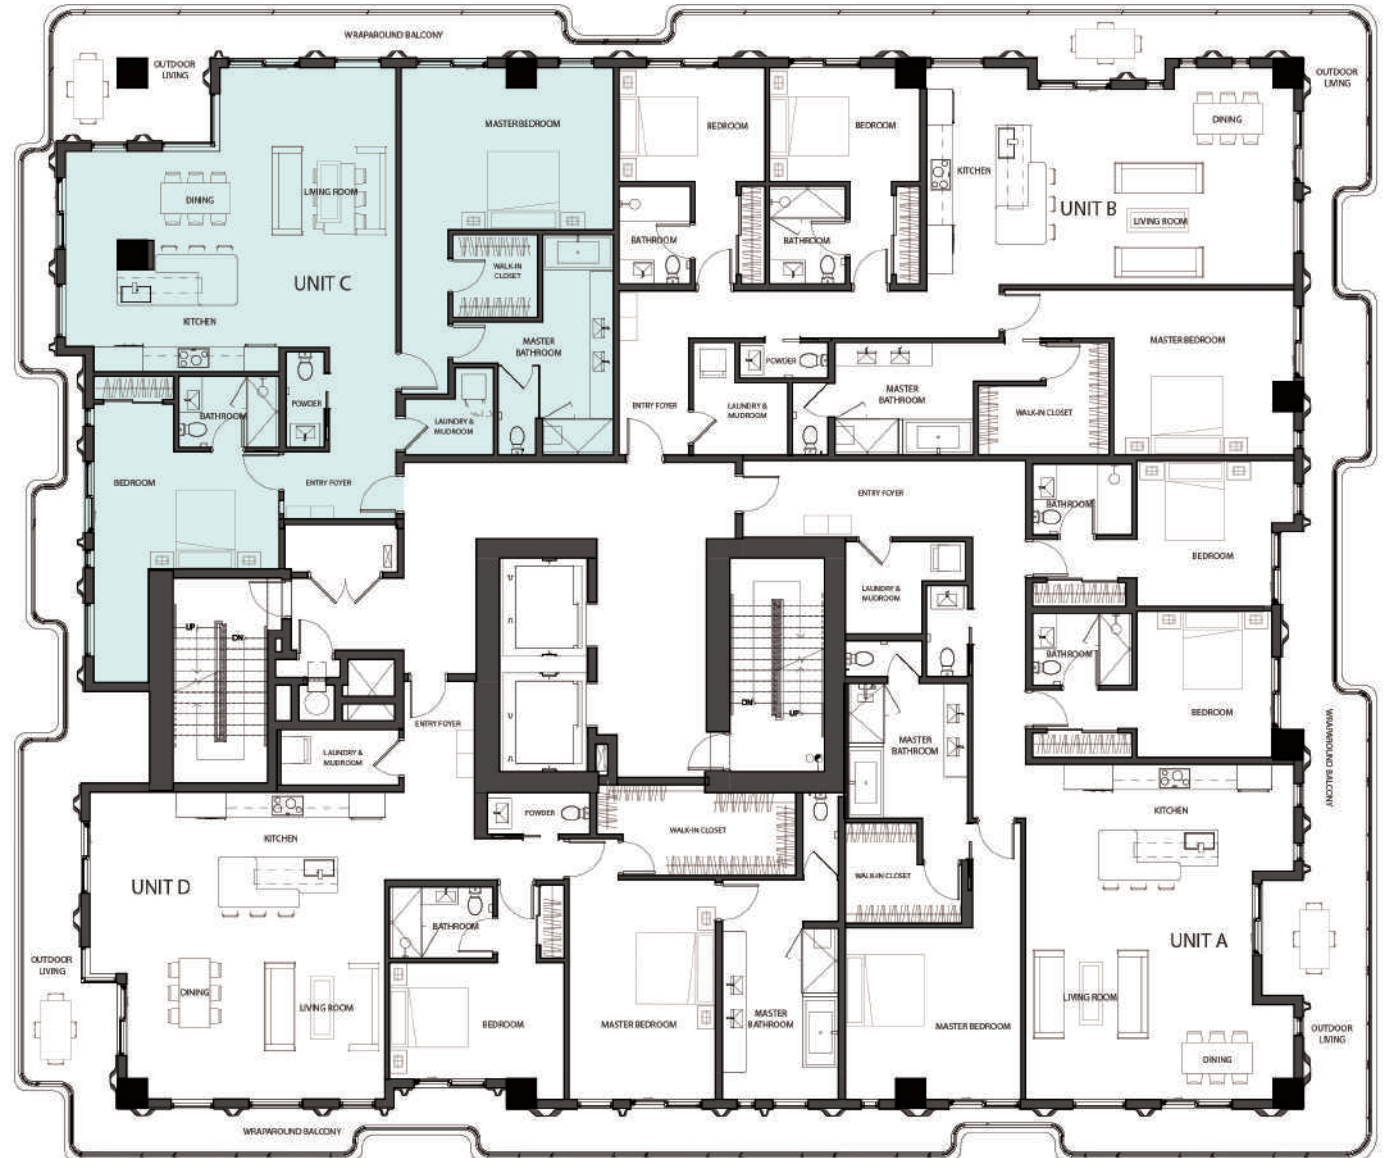 WRAPAROUND BALCONY
OUTDOOR
LIVING
OUTDOOR
LIVING
MASTER BEDROOM
BEDROOM
BEDROOM
DINING
KITCHEN
LIVING ROOM
DINING
UNIT B
LIVING ROOM
BATHROOM
BATHROOM
WALK-IN
CLOSET
UNIT C
KITCHEN
MASTER
BATHROOM
MASTER BEDROOM
POWDER
MASTER
BATHROOM
POWDER
BATHROOM
LAUNDRY &
MUDROOM
ENTRY FOYER
LAUNDRY &
MUDROOM
WALK-IN CLOSET
BEDROOM
ENTRY FOYER
ENTRY FOYER
BATHROOM
BEDROOM
LAUNDRY &
MUDROOM
UP
DN
BATHROOM
DN
UP
BEDROOM
ENTRY FOYER
MASTER
BATHROOM
LAUNDRY &
MUDROOM
WRAPAROUND BALCONY
KITCHEN
POWDER
WALK-IN CLOSET
KITCHEN
UNIT D
WALK-IN CLOSET
BATHROOM
UNIT A
OUTDOOR
LIVING
DINING
LIVING ROOM
LIVING ROOM
BEDROOM
MASTER BEDROOM
MASTER
BATHROOM
MASTER BEDROOM
OUTDOOR
LIVING
DINING
WRAPAROUND BALCONY